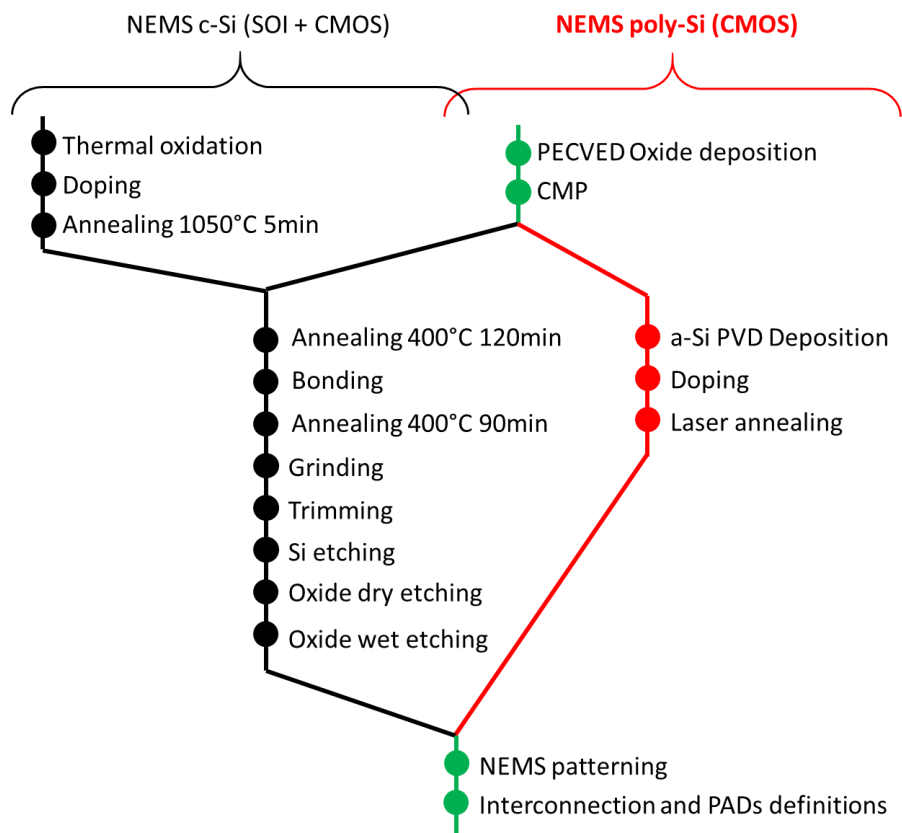 NEMS c-Si (SOI + CMOS)
NEMS poly-Si (CMOS)
Thermal oxidation
Doping
Annealing 1050°C 5min
PECVED Oxide deposition
CMP
Annealing 400°C 120min
Bonding
Annealing 400°C 90min
Grinding
Trimming
Si etching
Oxide dry etching
Oxide wet etching
a-Si PVD Deposition
Doping
Laser annealing
NEMS patterning
Interconnection and PADs definitions